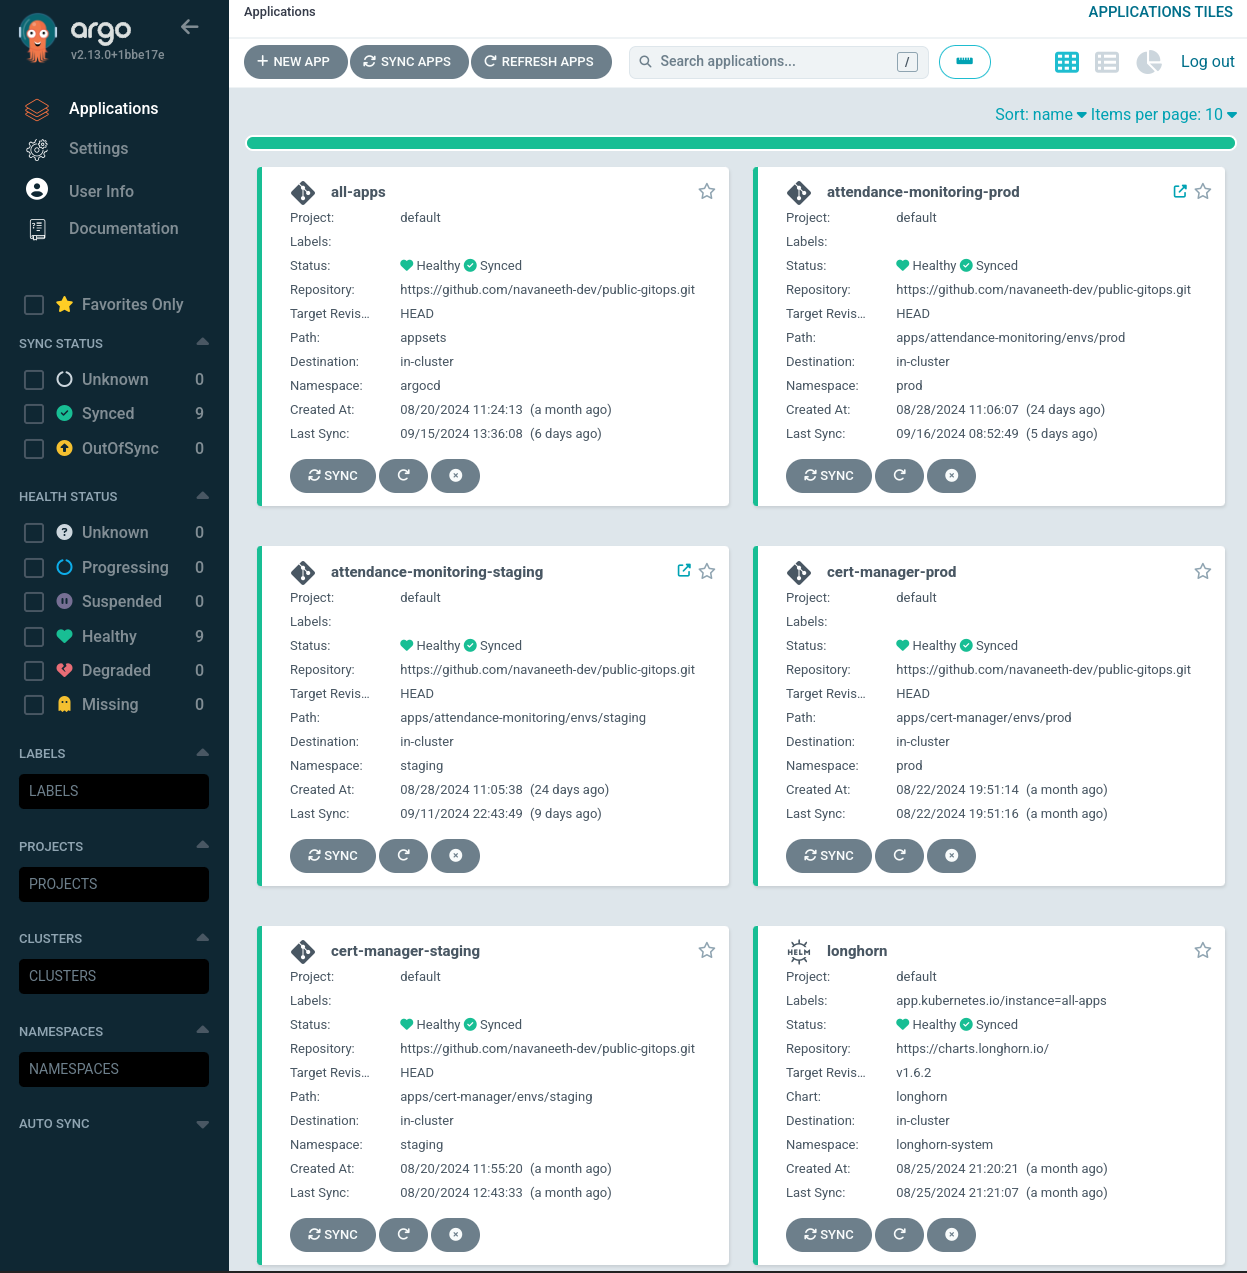 argo
v2.13.0+1bbe17e
Applications
Settings
User Info
Documentation
Favorites Only
SYNC STATUS
Unknown 0
Synced 9
OutOfSync 0
HEALTH STATUS
Unknown 0
Progressing 0
Suspended 0
Healthy 9
Degraded 0
Missing 0
LABELS
LABELS
PROJECTS
PROJECTS
CLUSTERS
CLUSTERS
NAMESPACES
NAMESPACES
AUTO SYNC
Applications APPLICATIONS TILES
NEW APP SYNC APPS REFRESH APPS Search applications... / Log out
Sort: name Items per page: 10
all-apps
Project: default
Labels:
Status: Healthy Synced
Repository: https://github.com/navaneeth-dev/public-gitops.git
Target Revis... HEAD
Path: appsets
Destination: in-cluster
Namespace: argocd
Created At: 08/20/2024 11:24:13 (a month ago)
Last Sync: 09/15/2024 13:36:08 (6 days ago)
SYNC
attendance-monitoring-prod
Project: default
Labels:
Status: Healthy Synced
Repository: https://github.com/navaneeth-dev/public-gitops.git
Target Revis... HEAD
Path: apps/attendance-monitoring/envs/prod
Destination: in-cluster
Namespace: prod
Created At: 08/28/2024 11:06:07 (24 days ago)
Last Sync: 09/16/2024 08:52:49 (5 days ago)
SYNC
attendance-monitoring-staging
Project: default
Labels:
Status: Healthy Synced
Repository: https://github.com/navaneeth-dev/public-gitops.git
Target Revis... HEAD
Path: apps/attendance-monitoring/envs/staging
Destination: in-cluster
Namespace: staging
Created At: 08/28/2024 11:05:38 (24 days ago)
Last Sync: 09/11/2024 22:43:49 (9 days ago)
SYNC
cert-manager-prod
Project: default
Labels:
Status: Healthy Synced
Repository: https://github.com/navaneeth-dev/public-gitops.git
Target Revis... HEAD
Path: apps/cert-manager/envs/prod
Destination: in-cluster
Namespace: prod
Created At: 08/22/2024 19:51:14 (a month ago)
Last Sync: 08/22/2024 19:51:16 (a month ago)
SYNC
cert-manager-staging
Project: default
Labels:
Status: Healthy Synced
Repository: https://github.com/navaneeth-dev/public-gitops.git
Target Revis... HEAD
Path: apps/cert-manager/envs/staging
Destination: in-cluster
Namespace: staging
Created At: 08/20/2024 11:55:20 (a month ago)
Last Sync: 08/20/2024 12:43:33 (a month ago)
SYNC
HELM longhorn
Project: default
Labels: app.kubernetes.io/instance=all-apps
Status: Healthy Synced
Repository: https://charts.longhorn.io/
Target Revis... v1.6.2
Chart: longhorn
Destination: in-cluster
Namespace: longhorn-system
Created At: 08/25/2024 21:20:21 (a month ago)
Last Sync: 08/25/2024 21:21:07 (a month ago)
SYNC